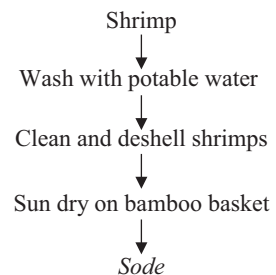 Shrimp
Wash with potable water
Clean and deshell shrimps
Sun dry on bamboo basket
Sode